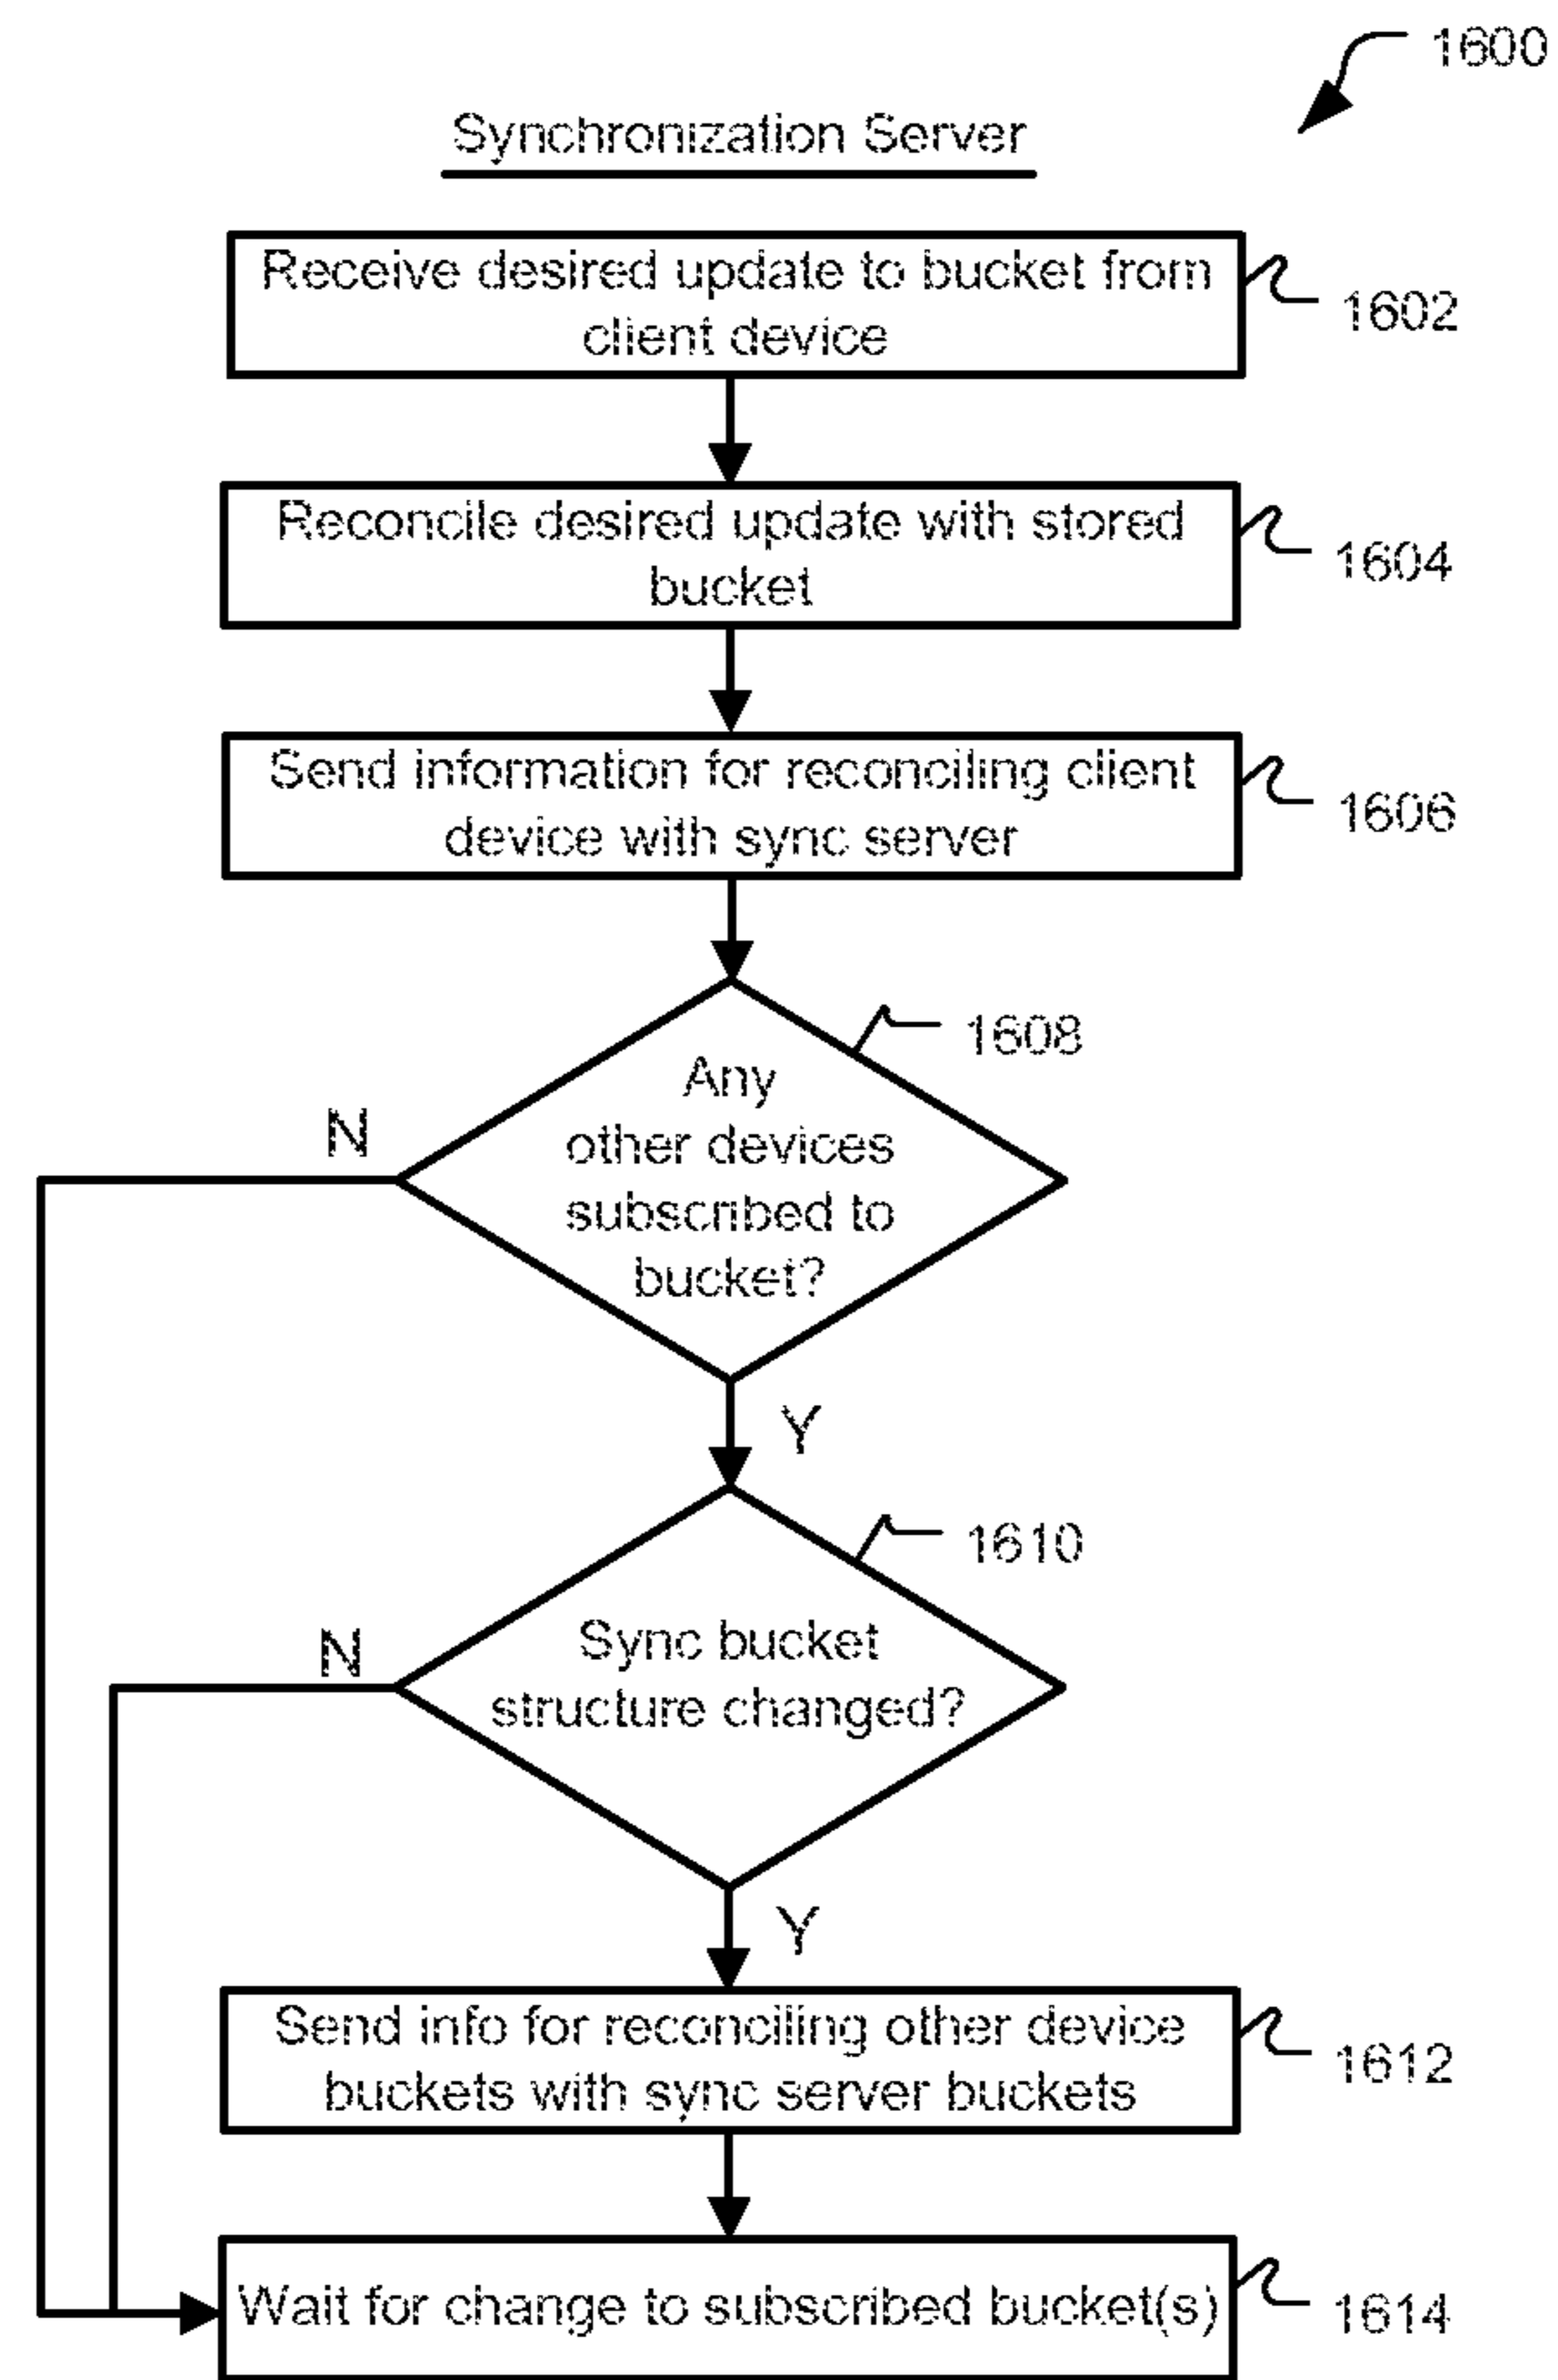 1600
Synchronization Server
Receive desired update to bucket from
client device
1602
Reconcile desired update with stored
bucket
1604
Send information for reconciling client
device with sync server
1606
1608
Any
other devices
subscribed to
bucket?
N
Y
1610
Sync bucket
structure changed?
N
Y
Send info for reconciling other device
buckets with sync server buckets
1612
Wait for change to subscribed bucket(s)
1614